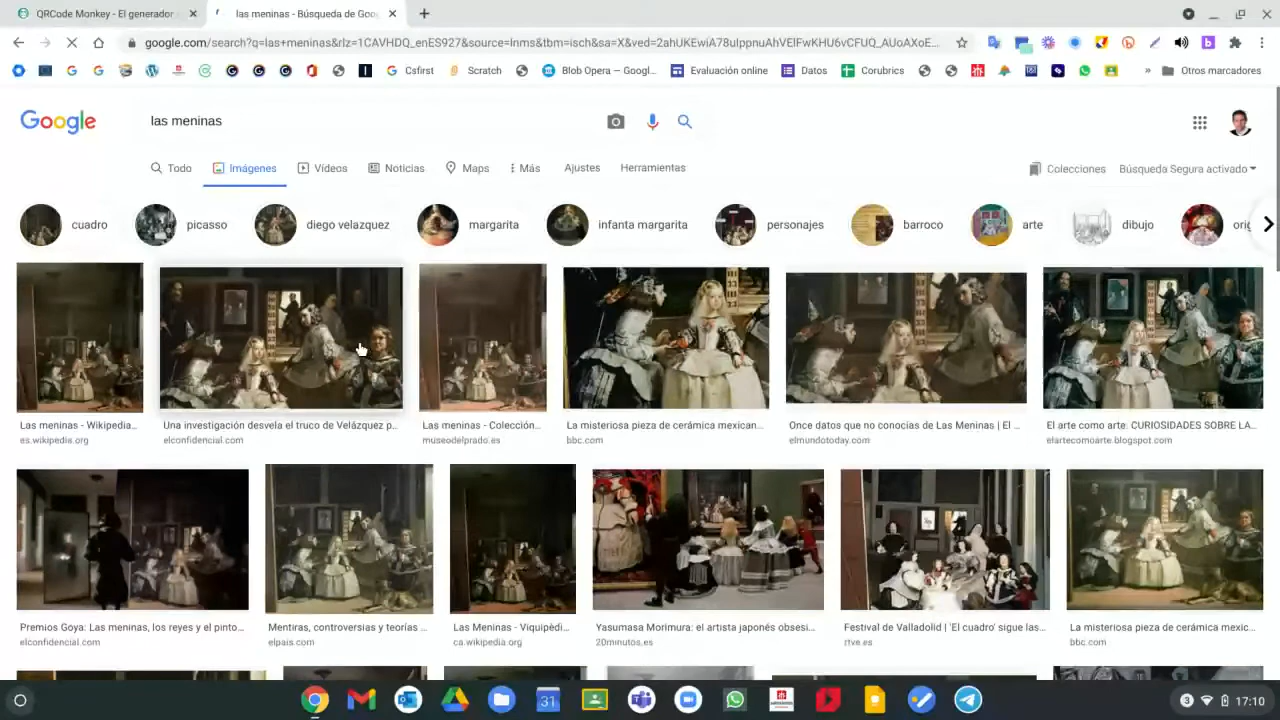 QRCode Monkey - El generador
las meninas - Búsqueda de Goo
google.com/search?q=las+meninas&rlz=1CAVHDQ_enES927&source=lnms&tbm=isch&sa=X&ved=2ahUKEwiA78uIppnuAhVEIFwKHU6vCFUQ_AUoAXoE...
Csfirst
Scratch
Blob Opera — Googl...
Evaluación online
Datos
Corubrics
»
Otros marcadores
Google
las meninas
Todo
Imágenes
Vídeos
Noticias
Maps
Más
Ajustes
Herramientas
Colecciones
Búsqueda Segura activado
cuadro
picasso
diego velazquez
margarita
infanta margarita
personajes
barroco
arte
dibujo
orig
Las meninas - Wikipedia...
es.wikipedia.org
Una investigación desvela el truco de Velázquez p...
elconfidencial.com
Las meninas - Colección...
museodelprado.es
La misteriosa pieza de cerámica mexican...
bbc.com
Once datos que no conocías de Las Meninas | El ...
elmundotoday.com
El arte como arte: CURIOSIDADES SOBRE LA...
elartecomoarte.blogspot.com
Premios Goya: Las meninas, los reyes y el pinto...
elconfidencial.com
Mentiras, controversias y teorías ...
elpais.com
Las Meninas - Viquipèdi...
ca.wikipedia.org
Yasumasa Morimura: el artista japonés obsesi...
20minutos.es
Festival de Valladolid | 'El cuadro' sigue las...
rtve.es
La misteriosa pieza de cerámica mexic...
bbc.com
31
3
17:10